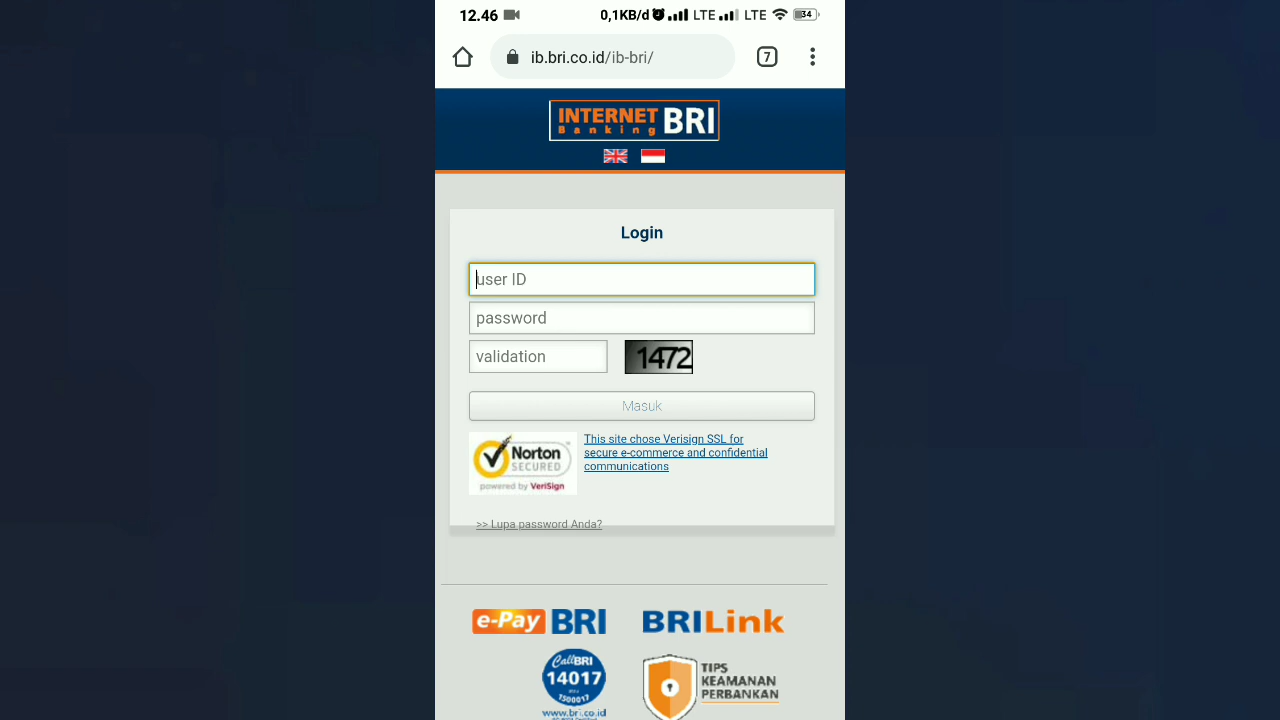 12.46 0,1KB/d LTE LTE 34
ib.bri.co.id/ib-bri/ 7
INTERNET BRI
Banking
Login
user ID
password
validation 1472
Masuk
Norton
SECURED
powered by VeriSign
This site chose Verisign SSL for
secure e-commerce and confidential
communications
>> Lupa password Anda?
e-Pay BRI
BRILink
CallBRI
14017
1500017
www.bri.co.id
TIPS
KEAMANAN
PERBANKAN